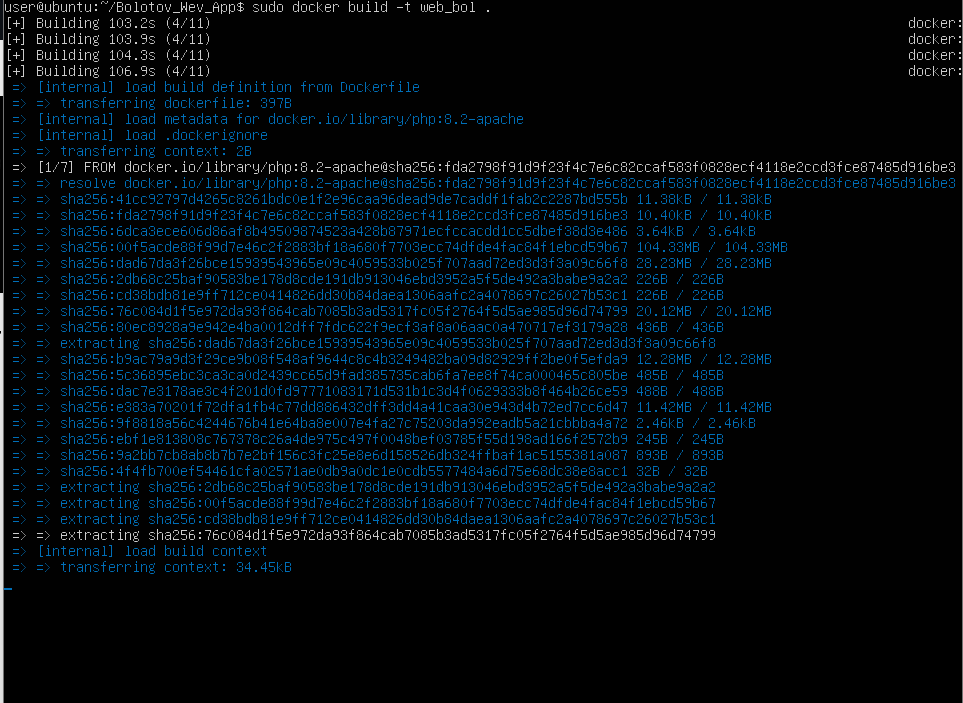 user@ubuntu:~/Bolotov_Wev_App$ sudo docker build -t web_bol .
[+] Building 103.2s (4/11) docker:
[+] Building 103.9s (4/11) docker:
[+] Building 104.3s (4/11) docker:
[+] Building 106.9s (4/11) docker:
=> [internal] load build definition from Dockerfile
=> => transferring dockerfile: 397B
=> [internal] load metadata for docker.io/library/php:8.2-apache
=> [internal] load .dockerignore
=> => transferring context: 2B
=> [1/7] FROM docker.io/library/php:8.2-apache@sha256:fda2798f91d9f23f4c7e6c82ccaf583f0828ecf4118e2ccd3fce87485d916be3
=> => resolve docker.io/library/php:8.2-apache@sha256:fda2798f91d9f23f4c7e6c82ccaf583f0828ecf4118e2ccd3fce87485d916be3
=> => sha256:41cc92797d4265c8261bdc0e1f2e96caa96dead9de7caddf1fab2c2287bd555b 11.38kB / 11.38kB
=> => sha256:fda2798f91d9f23f4c7e6c82ccaf583f0828ecf4118e2ccd3fce87485d916be3 10.40kB / 10.40kB
=> => sha256:6dca3ece606d86af8b49509874523a428b87971ecfccacdd1cc5dbef38d3e486 3.64kB / 3.64kB
=> => sha256:00f5acde88f99d7e46c2f2883bf18a680f7703ecc74dfde4fac84f1ebcd59b67 104.33MB / 104.33MB
=> => sha256:dad67da3f26bce15939543965e09c4059533b025f707aad72ed3d3f3a09c66f8 28.23MB / 28.23MB
=> => sha256:2db68c25baf90583be178d8cde191db913046ebd3952a5f5de492a3babe9a2a2 226B / 226B
=> => sha256:cd38bdb81e9ff712ce0414826dd30b84daea1306aafc2a4078697c26027b53c1 226B / 226B
=> => sha256:76c084d1f5e972da93f864cab7085b3ad5317fc05f2764f5d5ae985d96d74799 20.12MB / 20.12MB
=> => sha256:80ec8928a9e942e4ba0012dff7fdc622f9ecf3af8a06aac0a470717ef3179a28 436B / 436B
=> => extracting sha256:dad67da3f26bce15939543965e09c4059533b025f707aad72ed3d3f3a09c66f8
=> => sha256:b9ac79a9d3f29ce9b08f548af9644c8c4b3249482ba09d82929ff2be0f5efda9 12.28MB / 12.28MB
=> => sha256:5c36895ebc3ca3ca0d2439cc65d9fad385735cab6fa7ee8f74ca000465c805be 485B / 485B
=> => sha256:dac7e3178ae3c4f201d0fd97771083171d531b1c3d4f0629333b8f464b26ce59 488B / 488B
=> => sha256:e383a70201f72dfa1fb4c77dd886432dff3dd4a41caa30e943d4b72ed7cc6d47 11.42MB / 11.42MB
=> => sha256:9f8818a56c4244676b41e64ba8e007e4fa27c75203da992eadb5a21cbbba4a72 2.46kB / 2.46kB
=> => sha256:ebf1e813808c767378c26a4de975c497f0048bef03785f55d198ad166f2572b9 245B / 245B
=> => sha256:9a2bb7cb8ab8b7b7e2bf156c3fc25e8e6d158526db324ffbaf1ac5155381a087 893B / 893B
=> => sha256:4f4fb700ef54461cfa02571ae0db9a0dc1e0cdb5577484a6d75e68dc38e8acc1 32B / 32B
=> => extracting sha256:2db68c25baf90583be178d8cde191db913046ebd3952a5f5de492a3babe9a2a2
=> => extracting sha256:00f5acde88f99d7e46c2f2883bf18a680f7703ecc74dfde4fac84f1ebcd59b67
=> => extracting sha256:cd38bdb81e9ff712ce0414826dd30b84daea1306aafc2a4078697c26027b53c1
=> => extracting sha256:76c084d1f5e972da93f864cab7085b3ad5317fc05f2764f5d5ae985d96d74799
=> [internal] load build context
=> => transferring context: 34.45kB